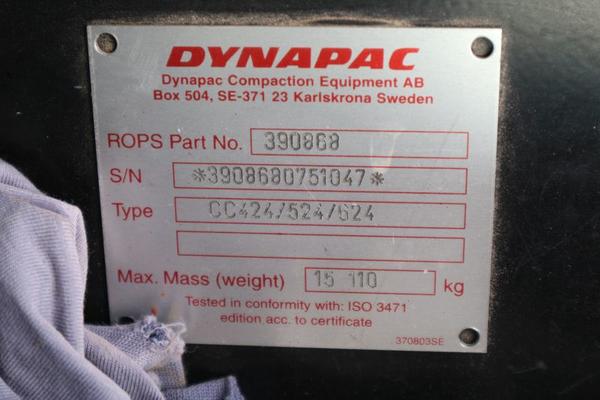 DYNAPAC
Dynapac Compaction Equipment AB
Box 504, SE-371 23 Karlskrona Sweden
ROPS Part No. 390868
S/N *3908680751047*
Type CC424/524/624
Max. Mass (weight) 15 110 kg
Tested in conformity with: ISO 3471
edition acc. to certificate
370803SE